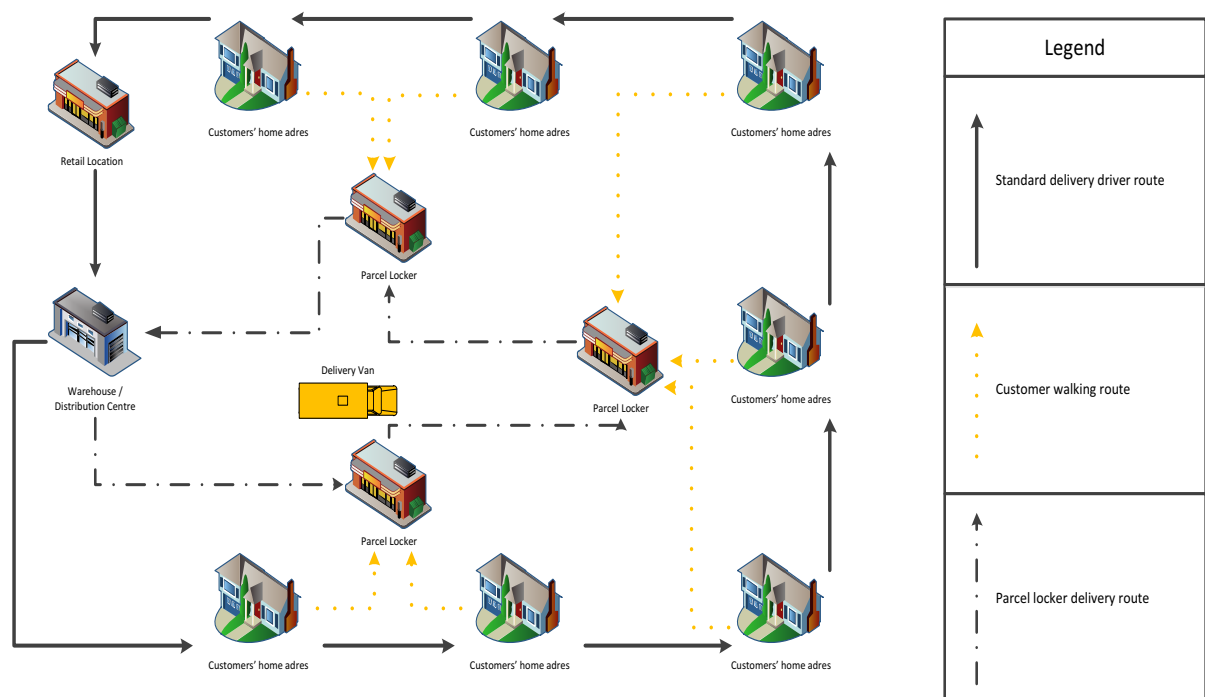 Legend
Customers' home adres
Customers' home adres
Customers' home adres
Retail Location
Standard delivery driver route
Parcel Locker
Delivery Van
Warehouse /
Distribution Centre
Parcel Locker
Customers' home adres
Customer walking route
Parcel Locker
Parcel locker delivery route
Customers' home adres
Customers' home adres
Customers' home adres